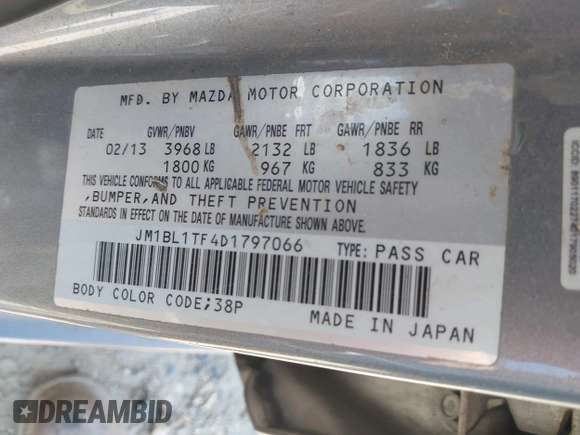 MFD. BY MAZDA MOTOR CORPORATION
DATE GVWR/PNBV GAWR/PNBE FRT GAWR/PNBE RR
02/13 3968 LB 2132 LB 1836 LB
1800 KG 967 KG 833 KG
THIS VEHICLE CONFORMS TO ALL APPLICABLE FEDERAL MOTOR VEHICLE SAFETY
,BUMPER,AND THEFT PREVENTION
STANDARDS IN EFFECT ON THE DATE OF MANUFACTURE SHOWN ABOVE.
JM1BL1TF4D1797066 TYPE: PASS CAR
BODY COLOR CODE;38P
MADE IN JAPAN
DREAMBID